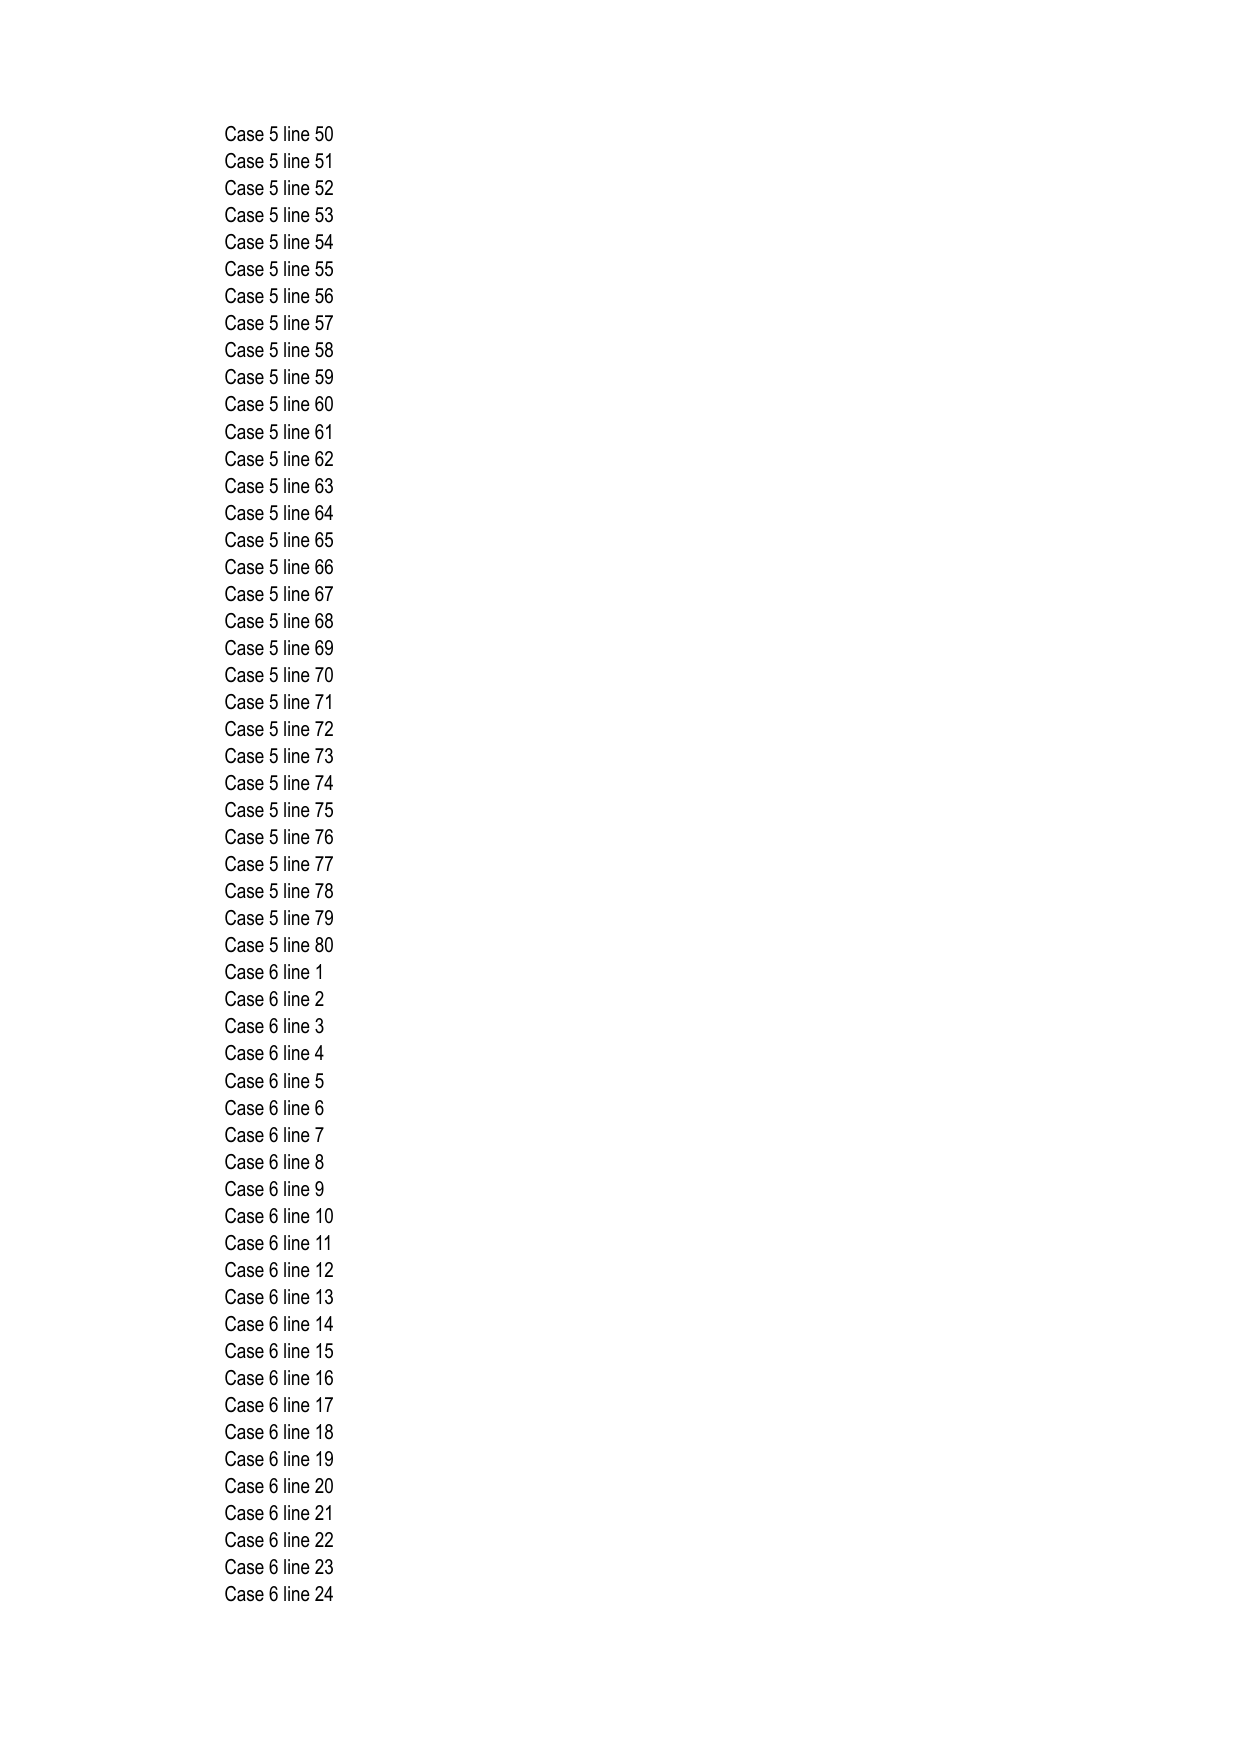 Case 5 line 50
Case 5 line 51
Case 5 line 52
Case 5 line 53
Case 5 line 54
Case 5 line 55
Case 5 line 56
Case 5 line 57
Case 5 line 58
Case 5 line 59
Case 5 line 60
Case 5 line 61
Case 5 line 62
Case 5 line 63
Case 5 line 64
Case 5 line 65
Case 5 line 66
Case 5 line 67
Case 5 line 68
Case 5 line 69
Case 5 line 70
Case 5 line 71
Case 5 line 72
Case 5 line 73
Case 5 line 74
Case 5 line 75
Case 5 line 76
Case 5 line 77
Case 5 line 78
Case 5 line 79
Case 5 line 80
Case 6 line 1
Case 6 line 2
Case 6 line 3
Case 6 line 4
Case 6 line 5
Case 6 line 6
Case 6 line 7
Case 6 line 8
Case 6 line 9
Case 6 line 10
Case 6 line 11
Case 6 line 12
Case 6 line 13
Case 6 line 14
Case 6 line 15
Case 6 line 16
Case 6 line 17
Case 6 line 18
Case 6 line 19
Case 6 line 20
Case 6 line 21
Case 6 line 22
Case 6 line 23
Case 6 line 24